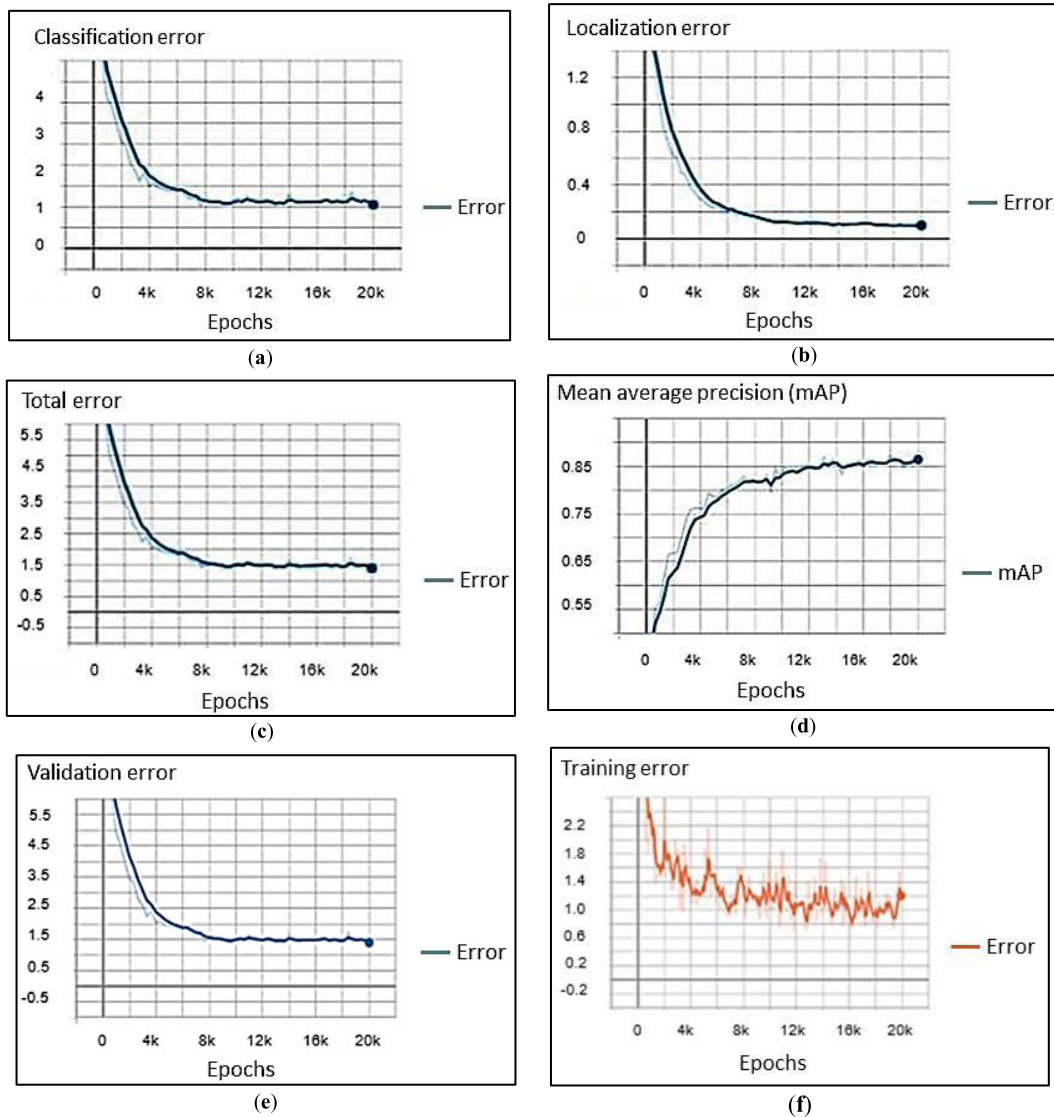 Classification error
4
3
2
1
0
Error
0 4k 8k 12k 16k 20k
Epochs
(a)
Localization error
1.2
0.8
0.4
0
Error
0 4k 8k 12k 16k 20k
Epochs
(b)
Total error
5.5
4.5
3.5
2.5
1.5
0.5
-0.5
Error
0 4k 8k 12k 16k 20k
Epochs
(c)
Mean average precision (mAP)
0.85
0.75
0.65
0.55
mAP
0 4k 8k 12k 16k 20k
Epochs
(d)
Validation error
5.5
4.5
3.5
2.5
1.5
0.5
-0.5
Error
0 4k 8k 12k 16k 20k
Epochs
(e)
Training error
2.2
1.8
1.4
1.0
0.6
0.2
-0.2
Error
0 4k 8k 12k 16k 20k
Epochs
(f)